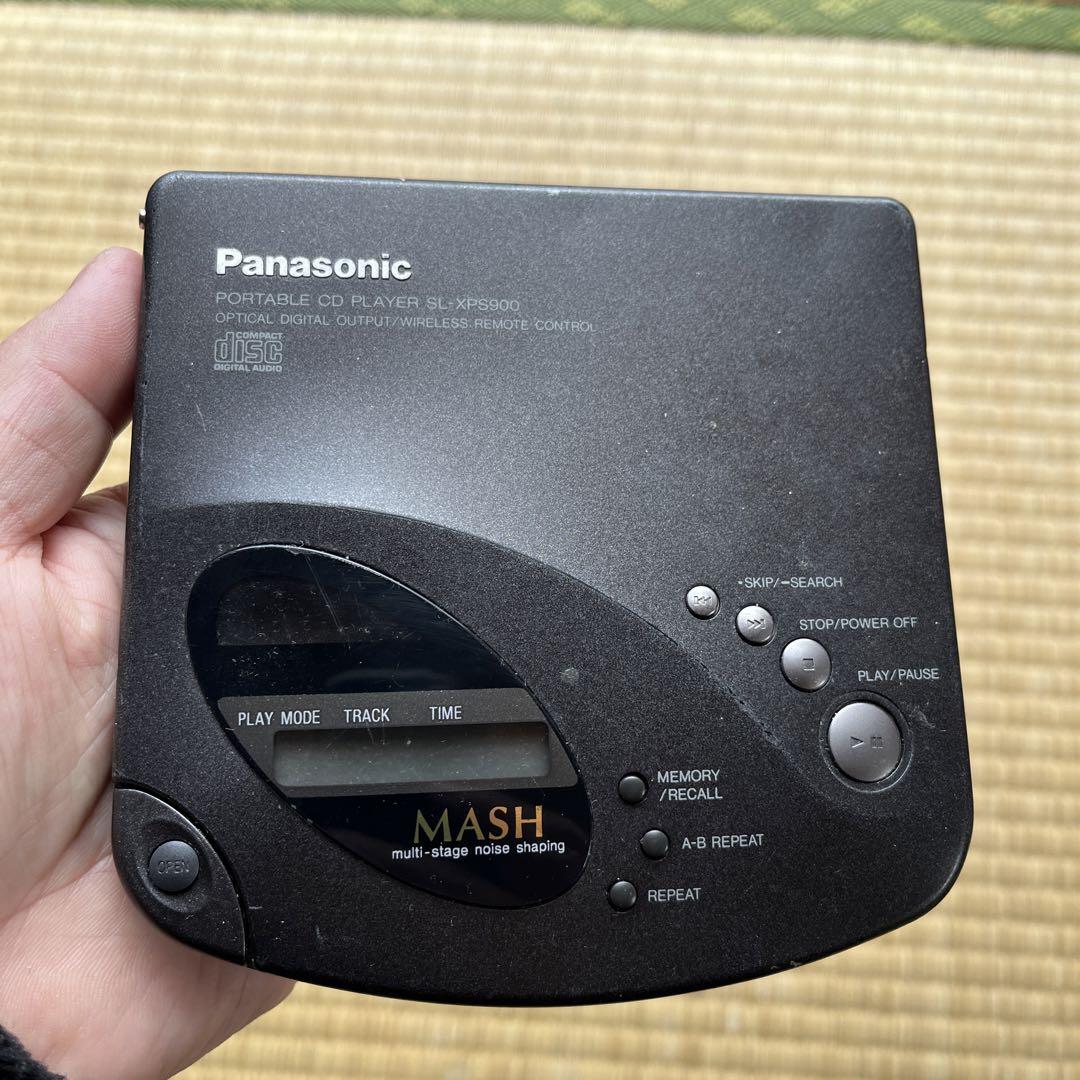 Panasonic
PORTABLE CD PLAYER SL-XPS900
OPTICAL DIGITAL OUTPUT/WIRELESS REMOTE CONTROL
COMPACT
disc
DIGITAL AUDIO
•SKIP/–SEARCH
STOP/POWER OFF
PLAY/PAUSE
PLAY MODE TRACK TIME
MEMORY
/RECALL
MASH
multi-stage noise shaping
A-B REPEAT
OPEN
REPEAT